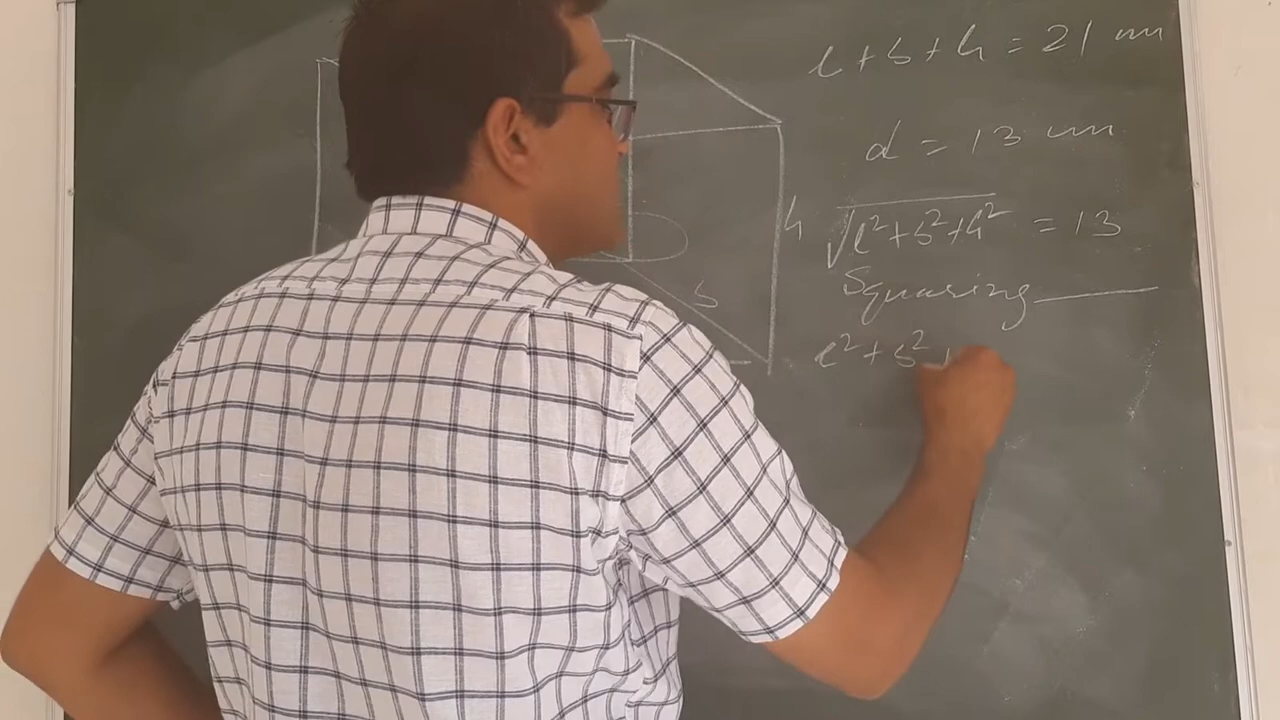 l + b + h = 21 cm
d = 13 cm
h
√l²+b²+h² = 13
Squaring
b
l² + b² +